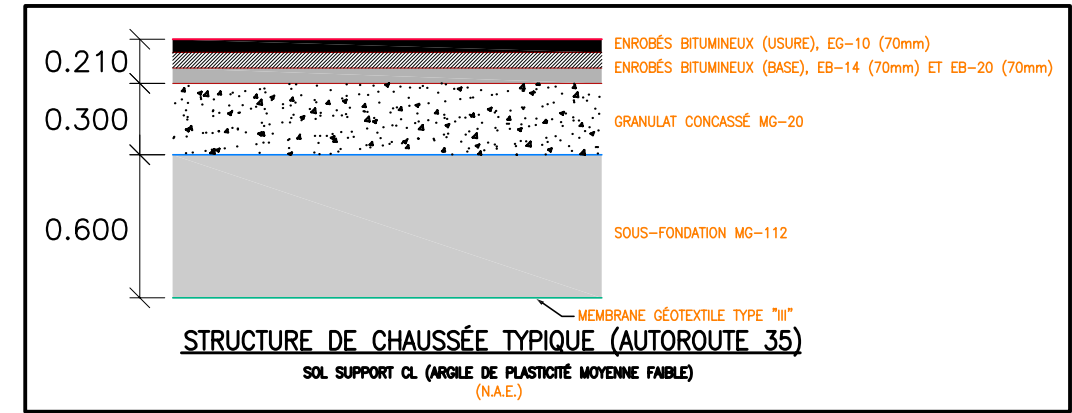 0.210
ENROBÉS BITUMINEUX (USURE), EG-10 (70mm)
ENROBÉS BITUMINEUX (BASE), EB-14 (70mm) ET EB-20 (70mm)
0.300
GRANULAT CONCASSÉ MG-20
0.600
SOUS-FONDATION MG-112
MEMBRANE GÉOTEXTILE TYPE "III"
STRUCTURE DE CHAUSSÉE TYPIQUE (AUTOROUTE 35)
SOL SUPPORT CL (ARGILE DE PLASTICITÉ MOYENNE FAIBLE)
(N.A.E.)